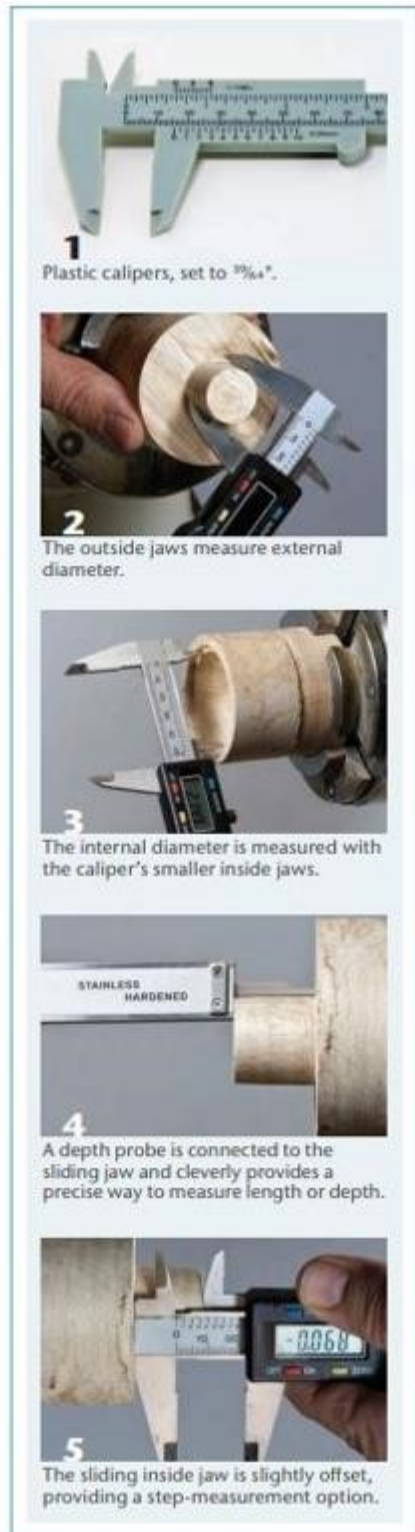 1
Plastic calipers, set to
2
The outside jaws measure external
diameter.
3
The internal diameter is measured with
the caliper's smaller inside jaws.
STAINLESS
HARDENED
4
A depth probe is connected to the
sliding jaw and cleverly provides a
precise way to measure length or depth.
-0.068
5
The sliding inside jaw is slightly offset,
providing a step-measurement option.